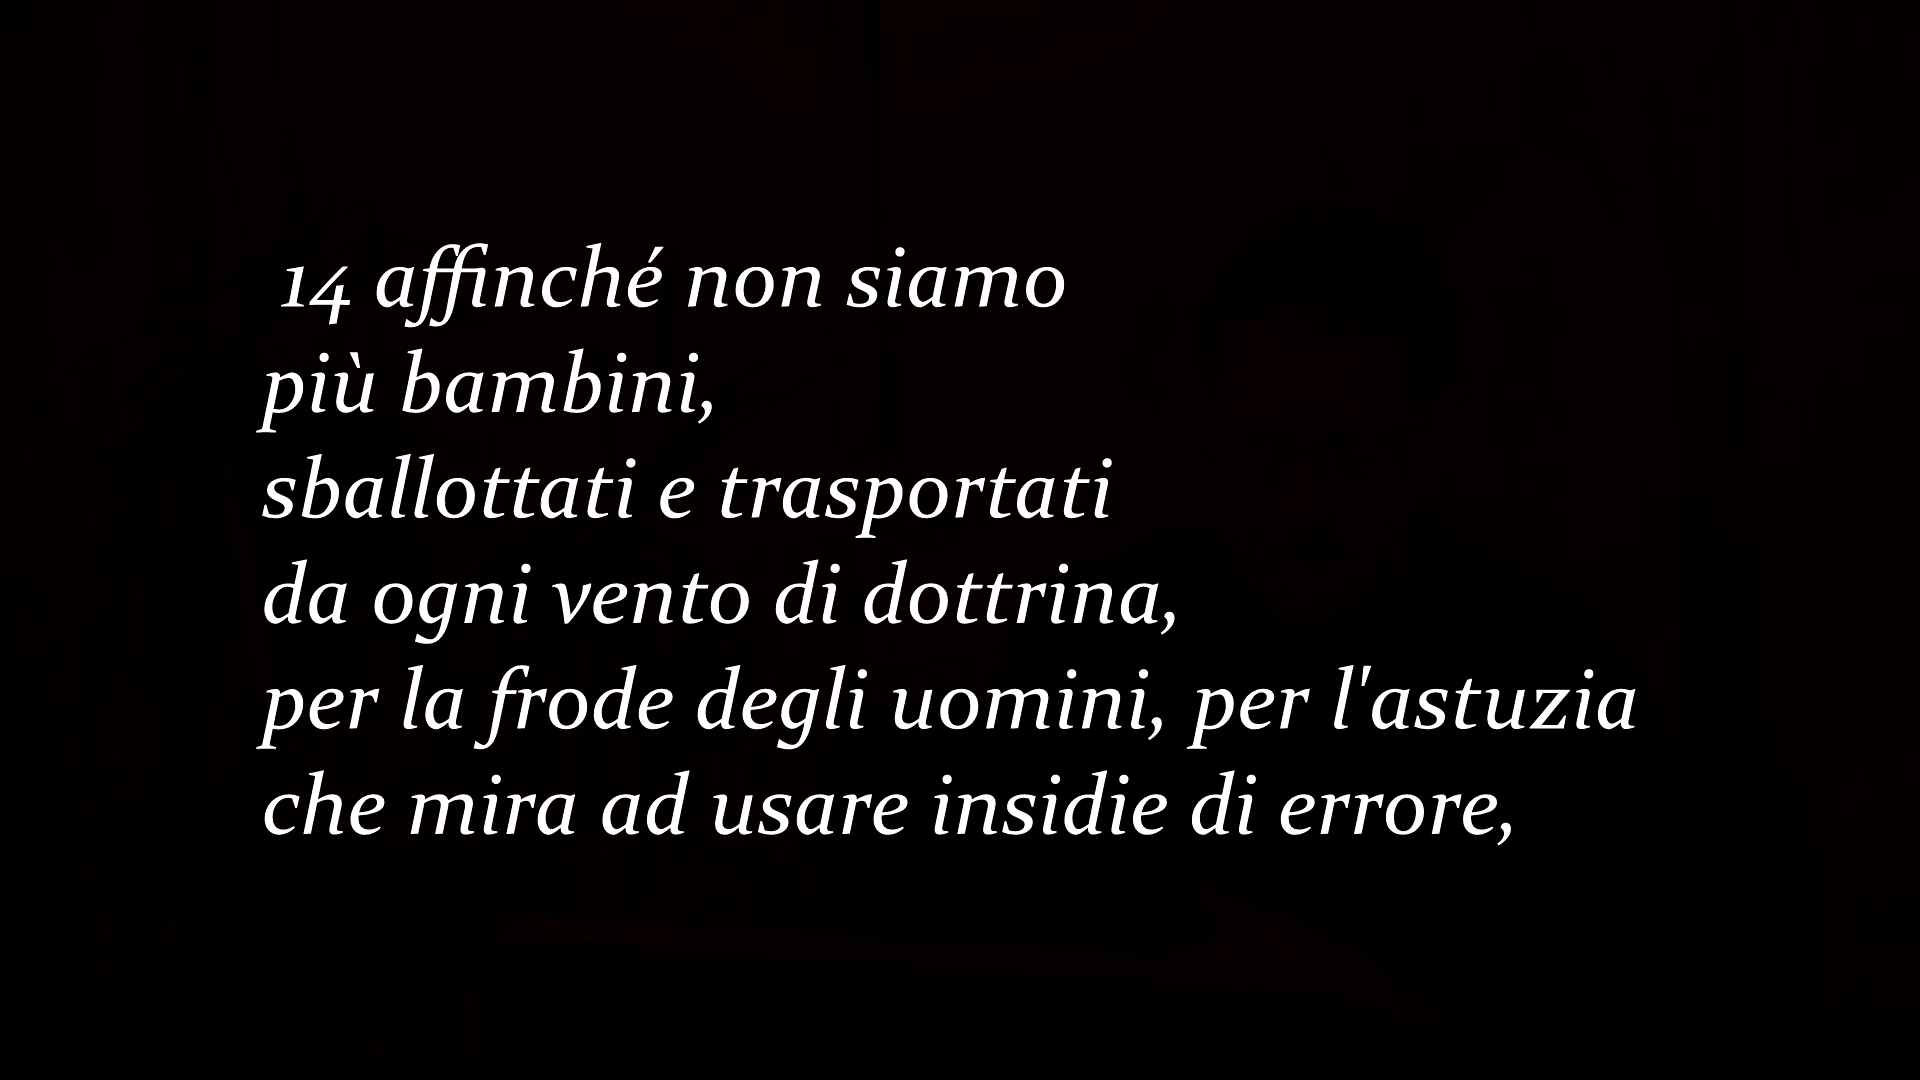 14 affinché non siamo
più bambini,
sballottati e trasportati
da ogni vento di dottrina,
per la frode degli uomini, per l'astuzia
che mira ad usare insidie di errore,